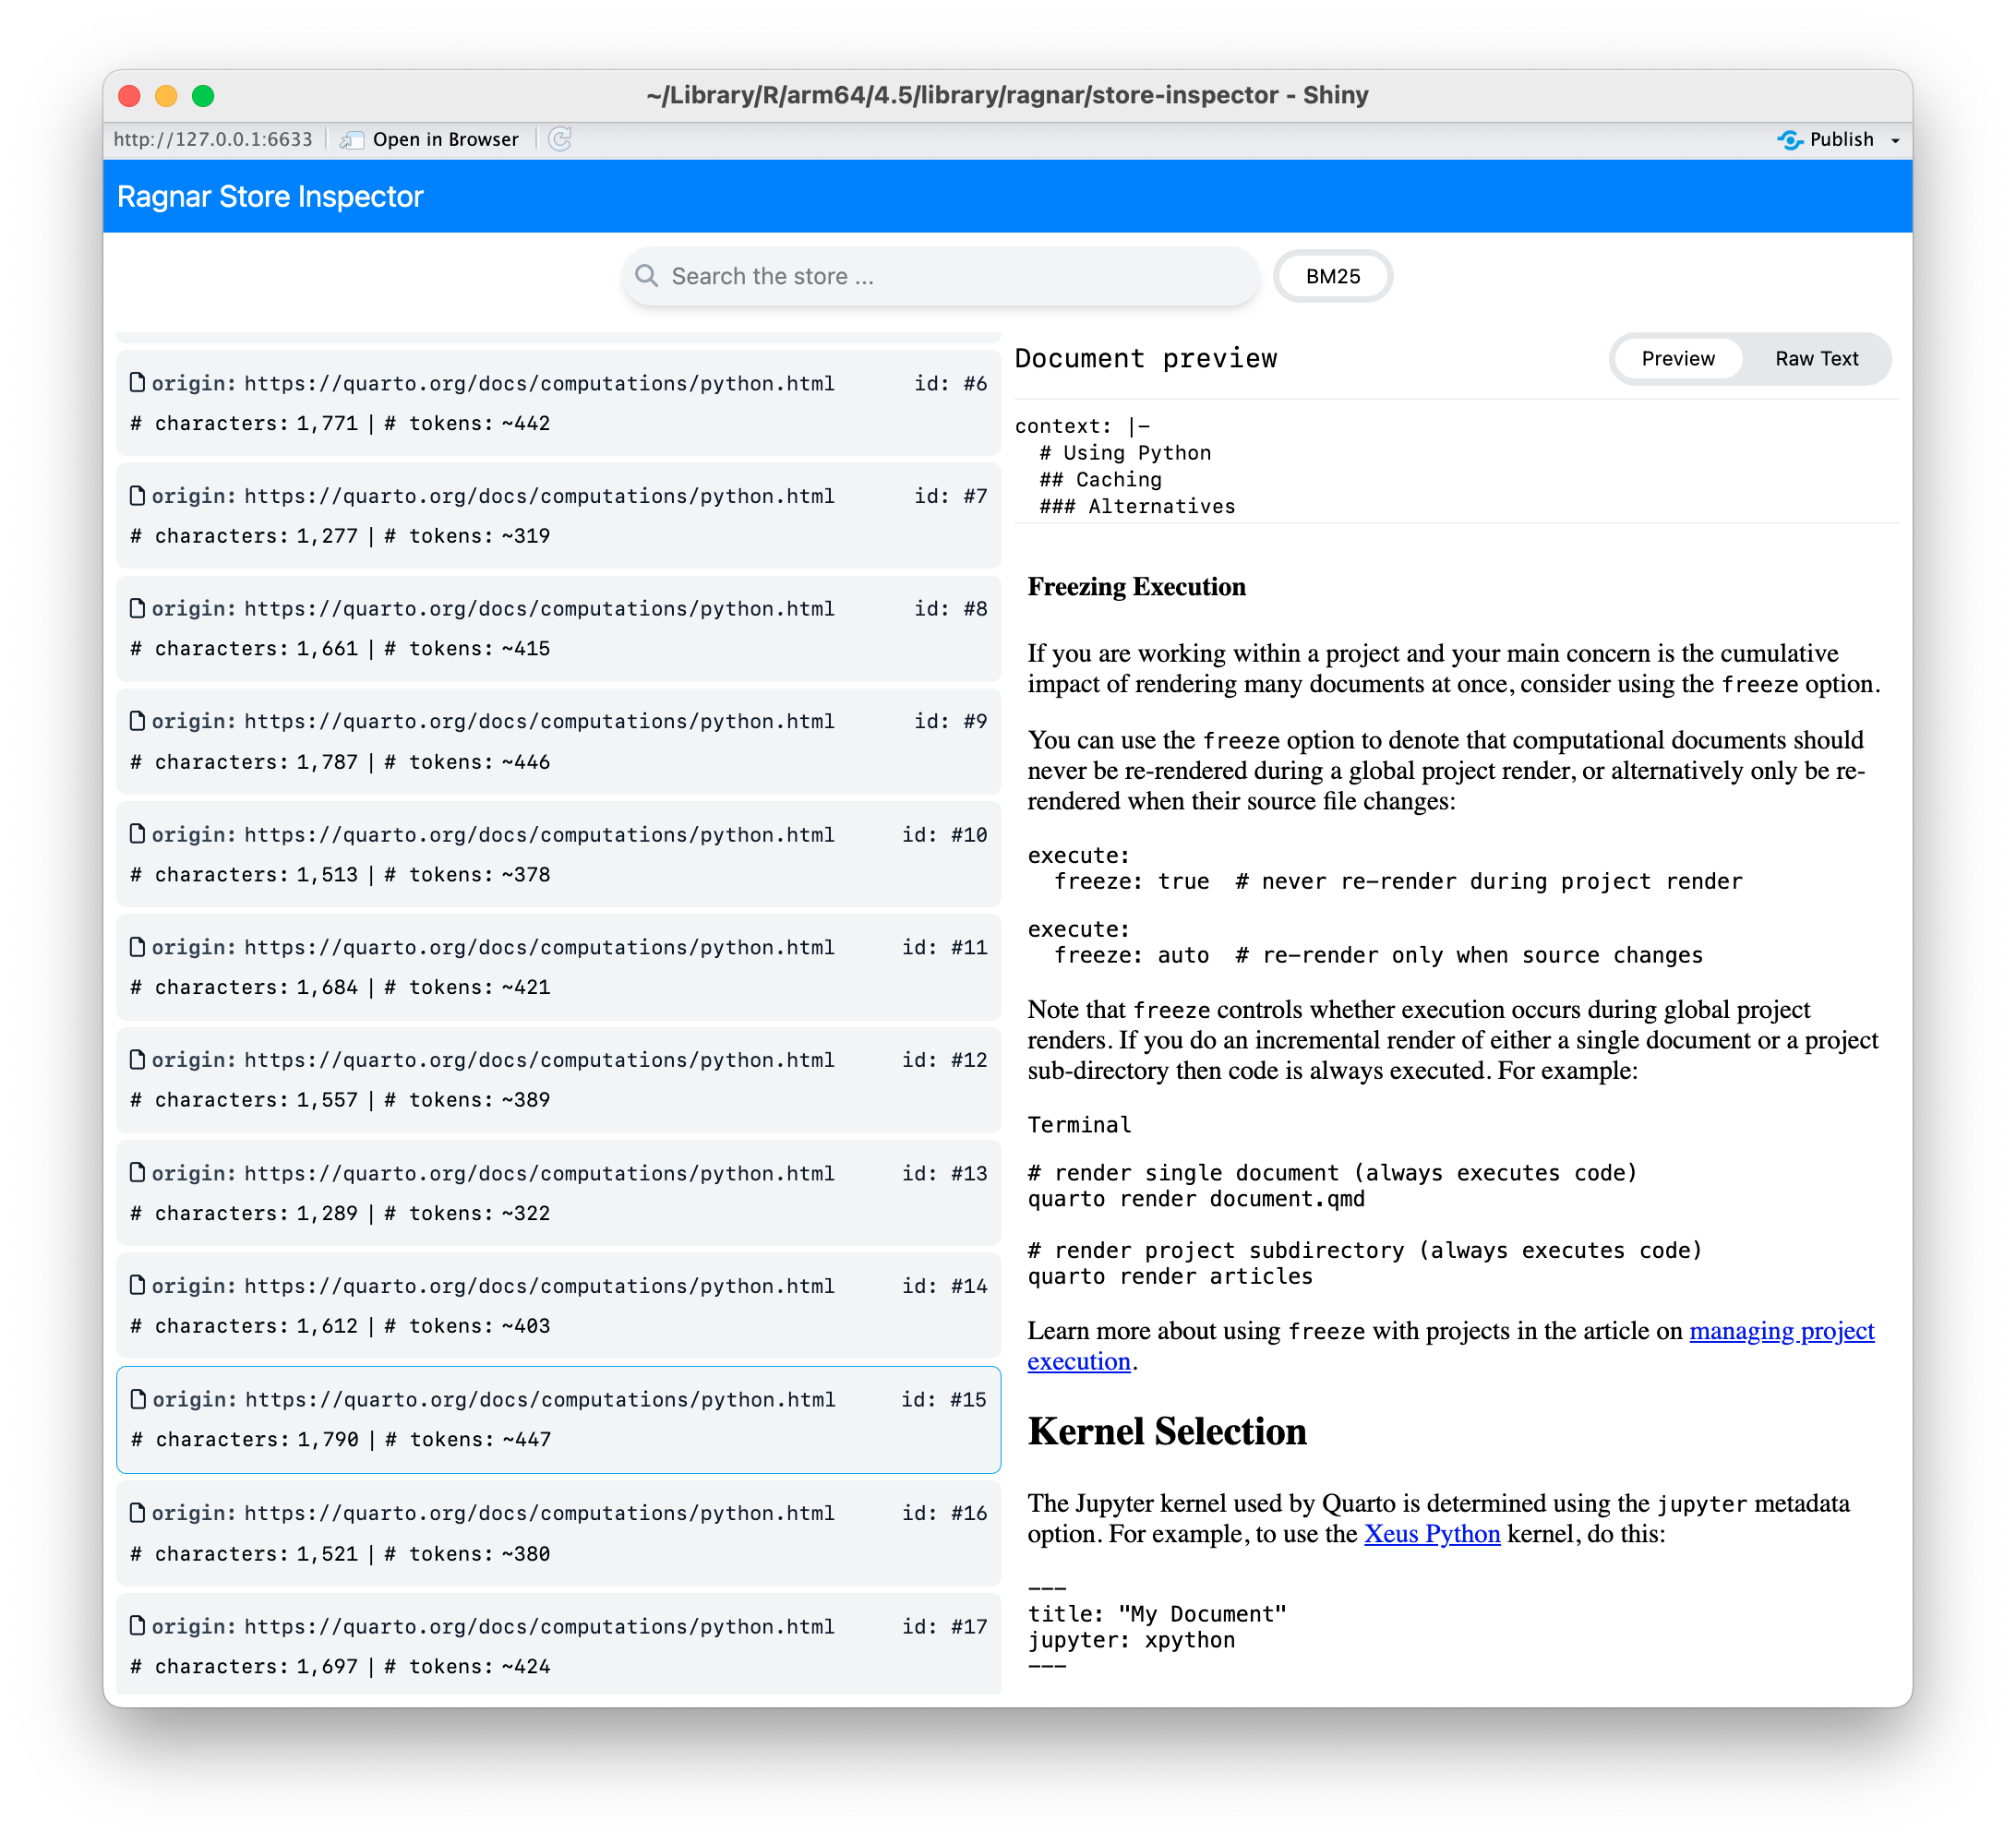 ~/Library/R/arm64/4.5/library/ragnar/store-inspector - Shiny
http://127.0.0.1:6633 Open in Browser Publish
Ragnar Store Inspector
Search the store ... BM25
origin: https://quarto.org/docs/computations/python.html id: #6
# characters: 1,771 | # tokens: ~442
origin: https://quarto.org/docs/computations/python.html id: #7
# characters: 1,277 | # tokens: ~319
origin: https://quarto.org/docs/computations/python.html id: #8
# characters: 1,661 | # tokens: ~415
origin: https://quarto.org/docs/computations/python.html id: #9
# characters: 1,787 | # tokens: ~446
origin: https://quarto.org/docs/computations/python.html id: #10
# characters: 1,513 | # tokens: ~378
origin: https://quarto.org/docs/computations/python.html id: #11
# characters: 1,684 | # tokens: ~421
origin: https://quarto.org/docs/computations/python.html id: #12
# characters: 1,557 | # tokens: ~389
origin: https://quarto.org/docs/computations/python.html id: #13
# characters: 1,289 | # tokens: ~322
origin: https://quarto.org/docs/computations/python.html id: #14
# characters: 1,612 | # tokens: ~403
origin: https://quarto.org/docs/computations/python.html id: #15
# characters: 1,790 | # tokens: ~447
origin: https://quarto.org/docs/computations/python.html id: #16
# characters: 1,521 | # tokens: ~380
origin: https://quarto.org/docs/computations/python.html id: #17
# characters: 1,697 | # tokens: ~424
Document preview Preview Raw Text
context: |-
  # Using Python
  ## Caching
  ### Alternatives
Freezing Execution
If you are working within a project and your main concern is the cumulative
impact of rendering many documents at once, consider using the freeze option.
You can use the freeze option to denote that computational documents should
never be re-rendered during a global project render, or alternatively only be re-
rendered when their source file changes:
execute:
  freeze: true  # never re-render during project render
execute:
  freeze: auto  # re-render only when source changes
Note that freeze controls whether execution occurs during global project
renders. If you do an incremental render of either a single document or a project
sub-directory then code is always executed. For example:
Terminal
# render single document (always executes code)
quarto render document.qmd
# render project subdirectory (always executes code)
quarto render articles
Learn more about using freeze with projects in the article on managing project
execution.
Kernel Selection
The Jupyter kernel used by Quarto is determined using the jupyter metadata
option. For example, to use the Xeus Python kernel, do this:
---
title: "My Document"
jupyter: xpython
---